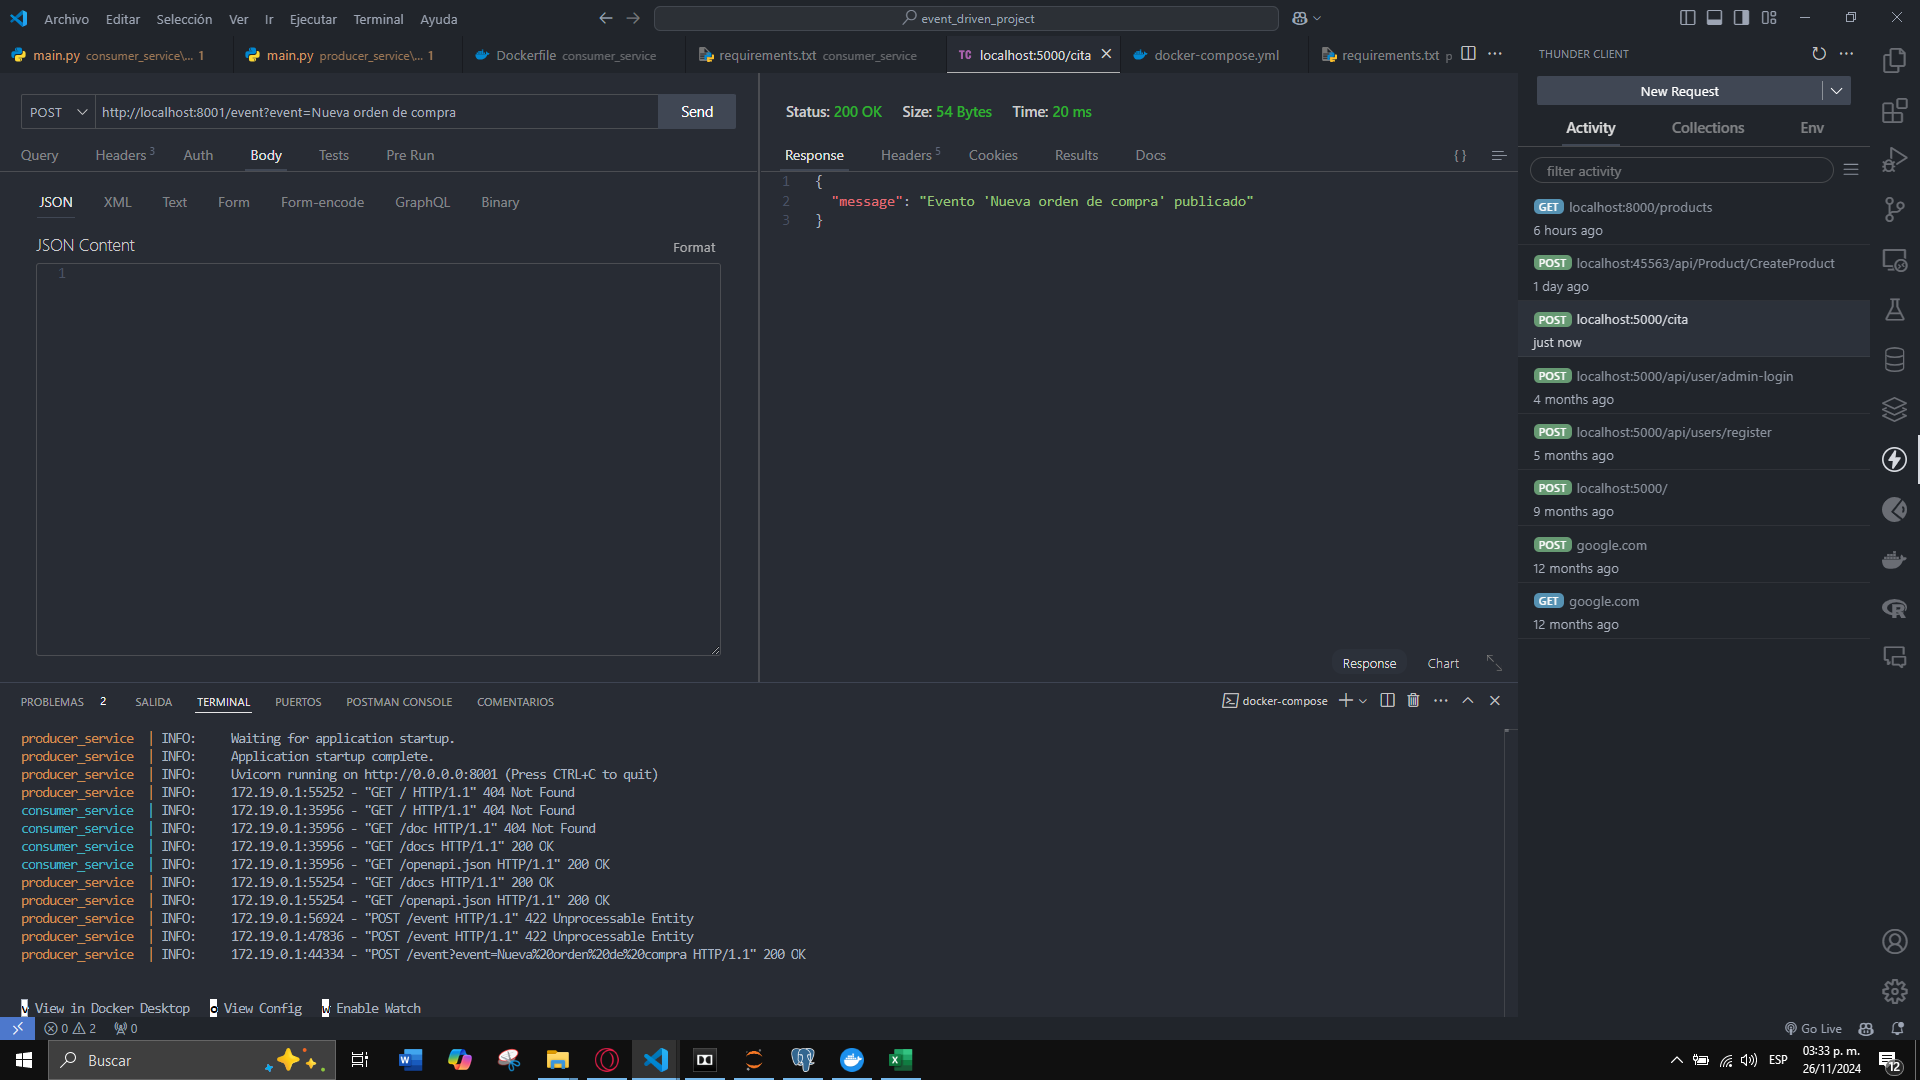 Archivo Editar Selección Ver Ir Ejecutar Terminal Ayuda
event_driven_project
main.py consumer_service\... 1
main.py producer_service\... 1
Dockerfile consumer_service
requirements.txt consumer_service
TC localhost:5000/cita
docker-compose.yml
requirements.txt p
POST http://localhost:8001/event?event=Nueva orden de compra Send
Query Headers 3 Auth Body Tests Pre Run
JSON XML Text Form Form-encode GraphQL Binary
JSON Content Format
1
Status: 200 OK Size: 54 Bytes Time: 20 ms
Response Headers 5 Cookies Results Docs { }
1 {
2 "message": "Evento 'Nueva orden de compra' publicado"
3 }
Response Chart
THUNDER CLIENT
New Request
Activity Collections Env
filter activity
GET localhost:8000/products
6 hours ago
POST localhost:45563/api/Product/CreateProduct
1 day ago
POST localhost:5000/cita
just now
POST localhost:5000/api/user/admin-login
4 months ago
POST localhost:5000/api/users/register
5 months ago
POST localhost:5000/
9 months ago
POST google.com
12 months ago
GET google.com
12 months ago
PROBLEMAS 2 SALIDA TERMINAL PUERTOS POSTMAN CONSOLE COMENTARIOS
docker-compose
producer_service | INFO: Waiting for application startup.
producer_service | INFO: Application startup complete.
producer_service | INFO: Uvicorn running on http://0.0.0.0:8001 (Press CTRL+C to quit)
producer_service | INFO: 172.19.0.1:55252 - "GET / HTTP/1.1" 404 Not Found
consumer_service | INFO: 172.19.0.1:35956 - "GET / HTTP/1.1" 404 Not Found
consumer_service | INFO: 172.19.0.1:35956 - "GET /doc HTTP/1.1" 404 Not Found
consumer_service | INFO: 172.19.0.1:35956 - "GET /docs HTTP/1.1" 200 OK
consumer_service | INFO: 172.19.0.1:35956 - "GET /openapi.json HTTP/1.1" 200 OK
producer_service | INFO: 172.19.0.1:55254 - "GET /docs HTTP/1.1" 200 OK
producer_service | INFO: 172.19.0.1:55254 - "GET /openapi.json HTTP/1.1" 200 OK
producer_service | INFO: 172.19.0.1:56924 - "POST /event HTTP/1.1" 422 Unprocessable Entity
producer_service | INFO: 172.19.0.1:47836 - "POST /event HTTP/1.1" 422 Unprocessable Entity
producer_service | INFO: 172.19.0.1:44334 - "POST /event?event=Nueva%20orden%20de%20compra HTTP/1.1" 200 OK
v View in Docker Desktop o View Config w Enable Watch
0 2 0 Go Live
Buscar
ESP
03:33 p. m.
26/11/2024
12